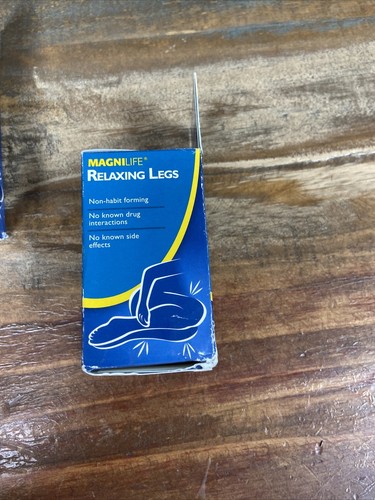 MAGNILIFE®
RELAXING LEGS
Non-habit forming
No known drug
interactions
No known side
effects